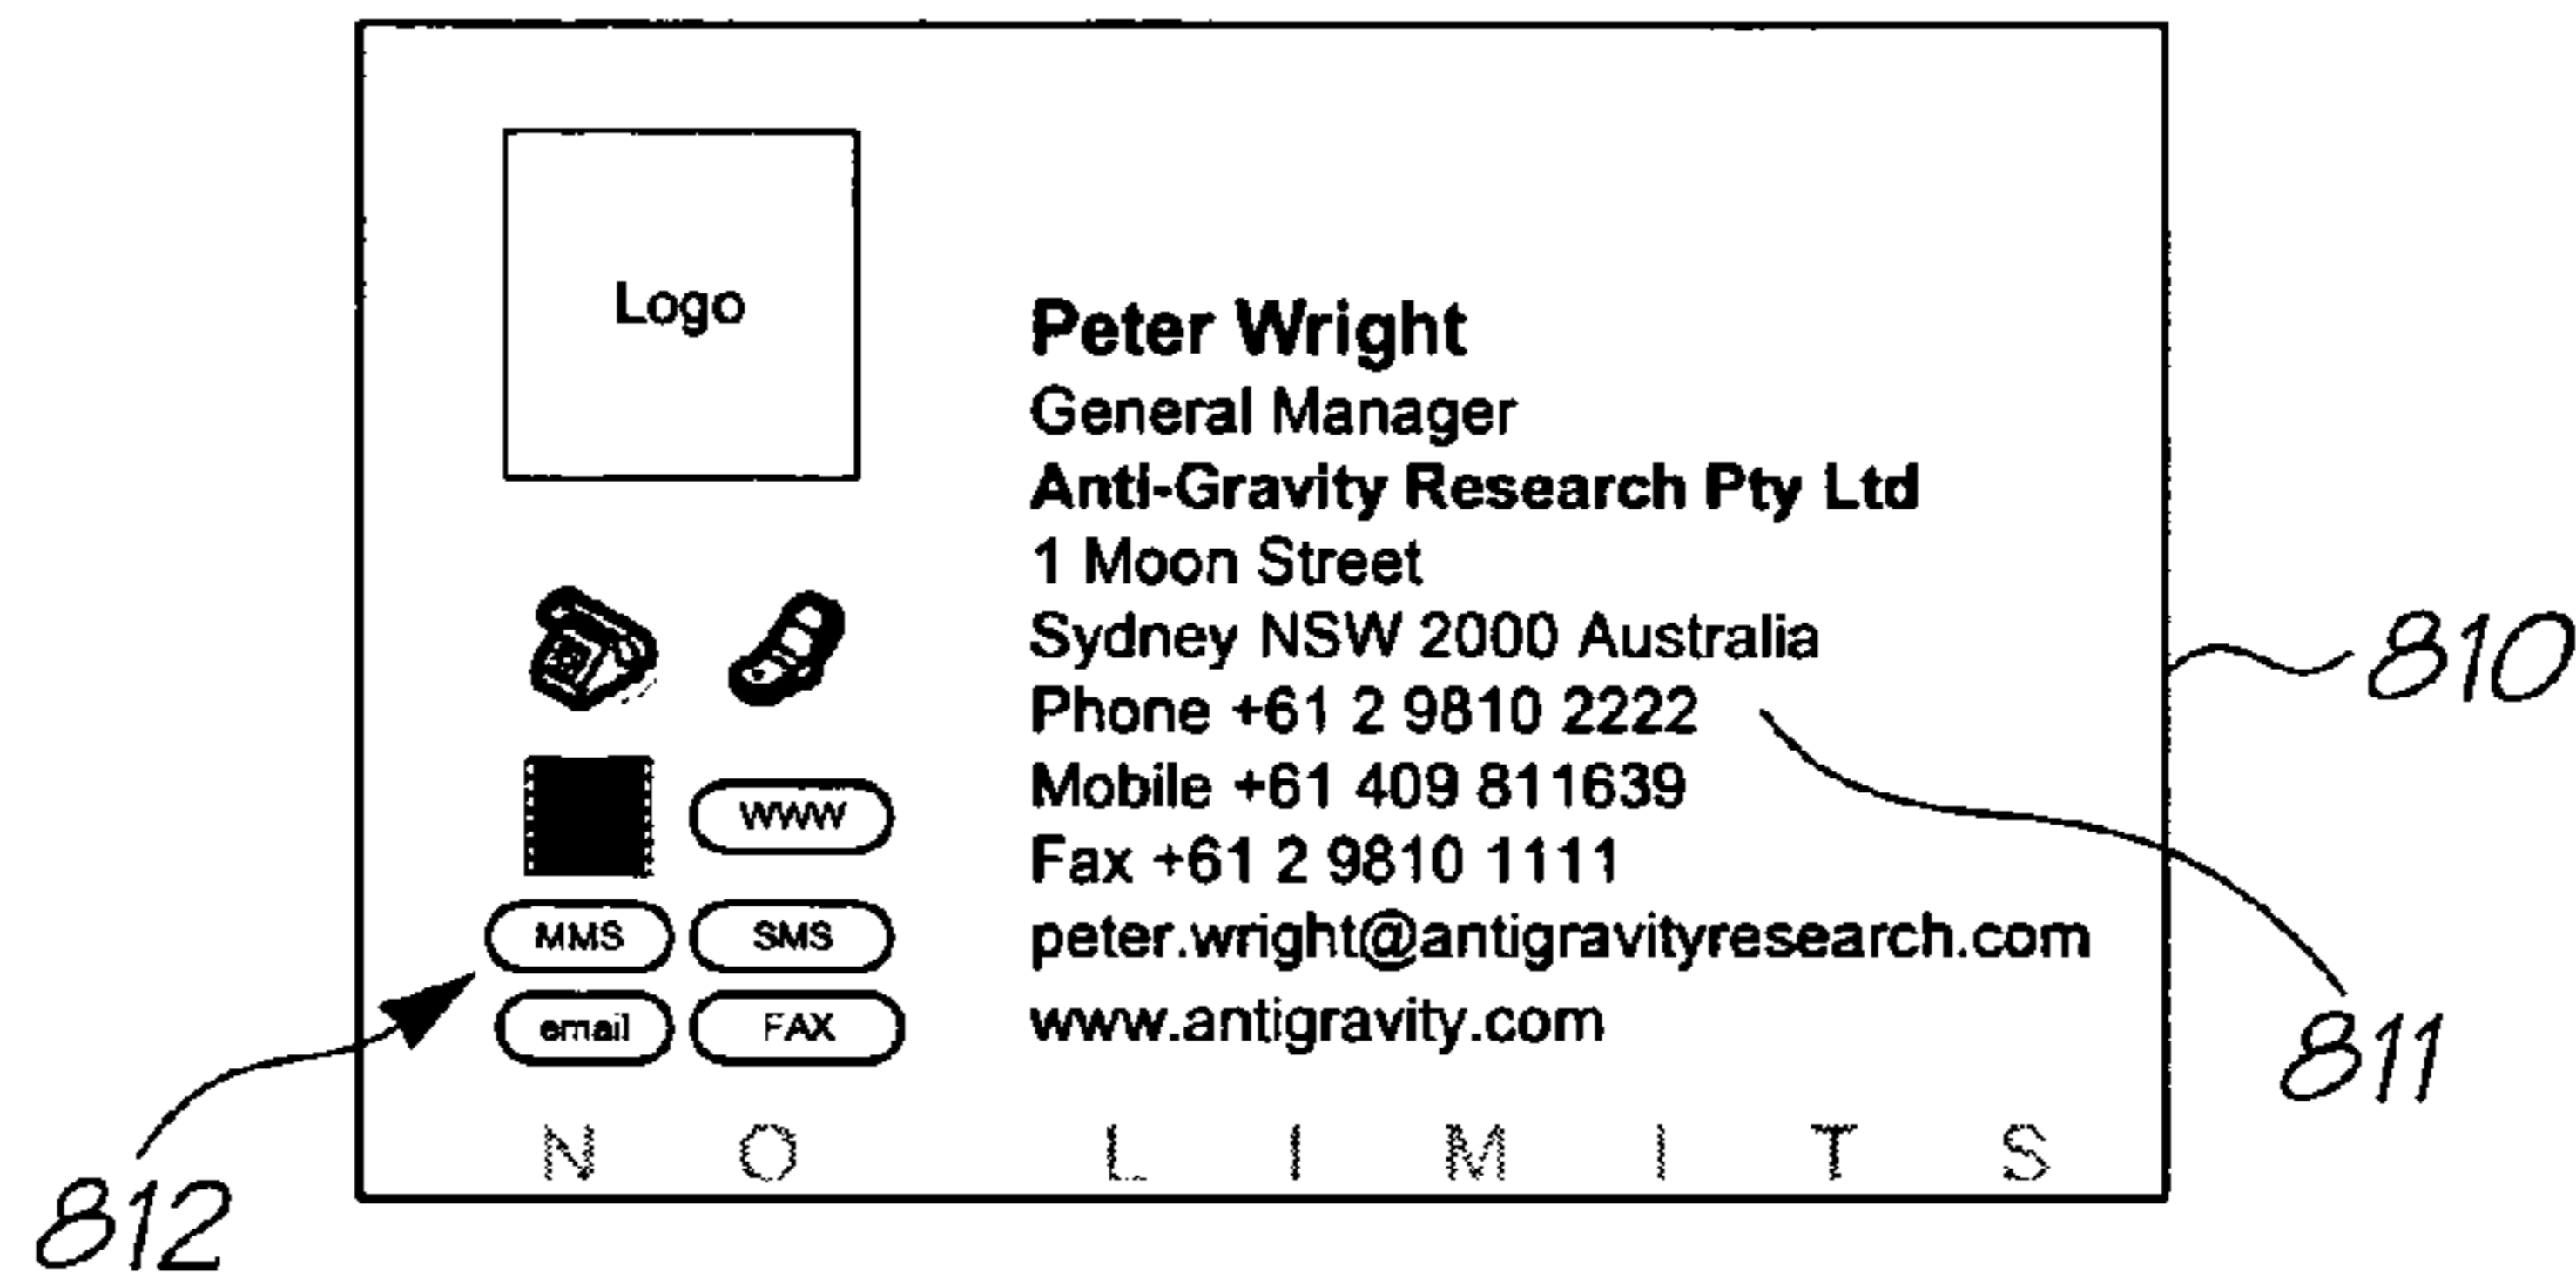 Logo
Peter Wright
General Manager
Anti-Gravity Research Pty Ltd
1 Moon Street
Sydney NSW 2000 Australia
Phone +61 2 9810 2222
Mobile +61 409 811639
Fax +61 2 9810 1111
peter.wright@antigravityresearch.com
www.antigravity.com
WWW
MMS SMS
email FAX
NO LIMITS
810
811
812